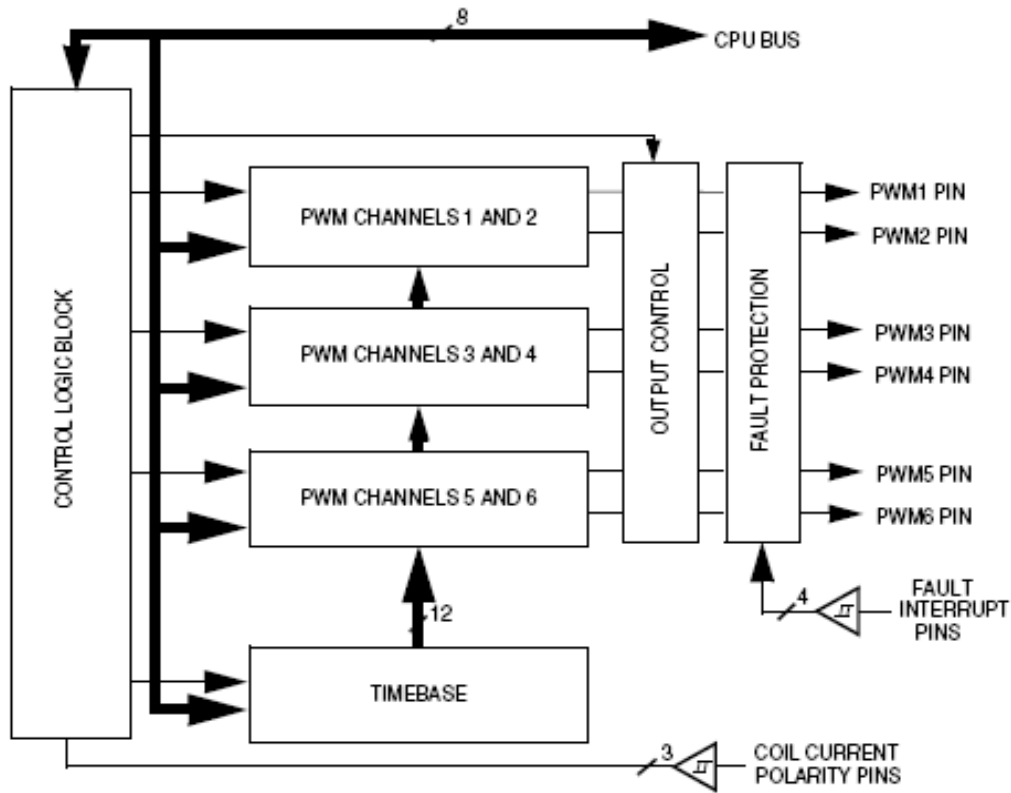 8
CPU BUS
CONTROL LOGIC BLOCK
PWM CHANNELS 1 AND 2
PWM CHANNELS 3 AND 4
PWM CHANNELS 5 AND 6
12
TIMEBASE
OUTPUT CONTROL
FAULT PROTECTION
PWM1 PIN
PWM2 PIN
PWM3 PIN
PWM4 PIN
PWM5 PIN
PWM6 PIN
4
FAULT
INTERRUPT
PINS
3
COIL CURRENT
POLARITY PINS